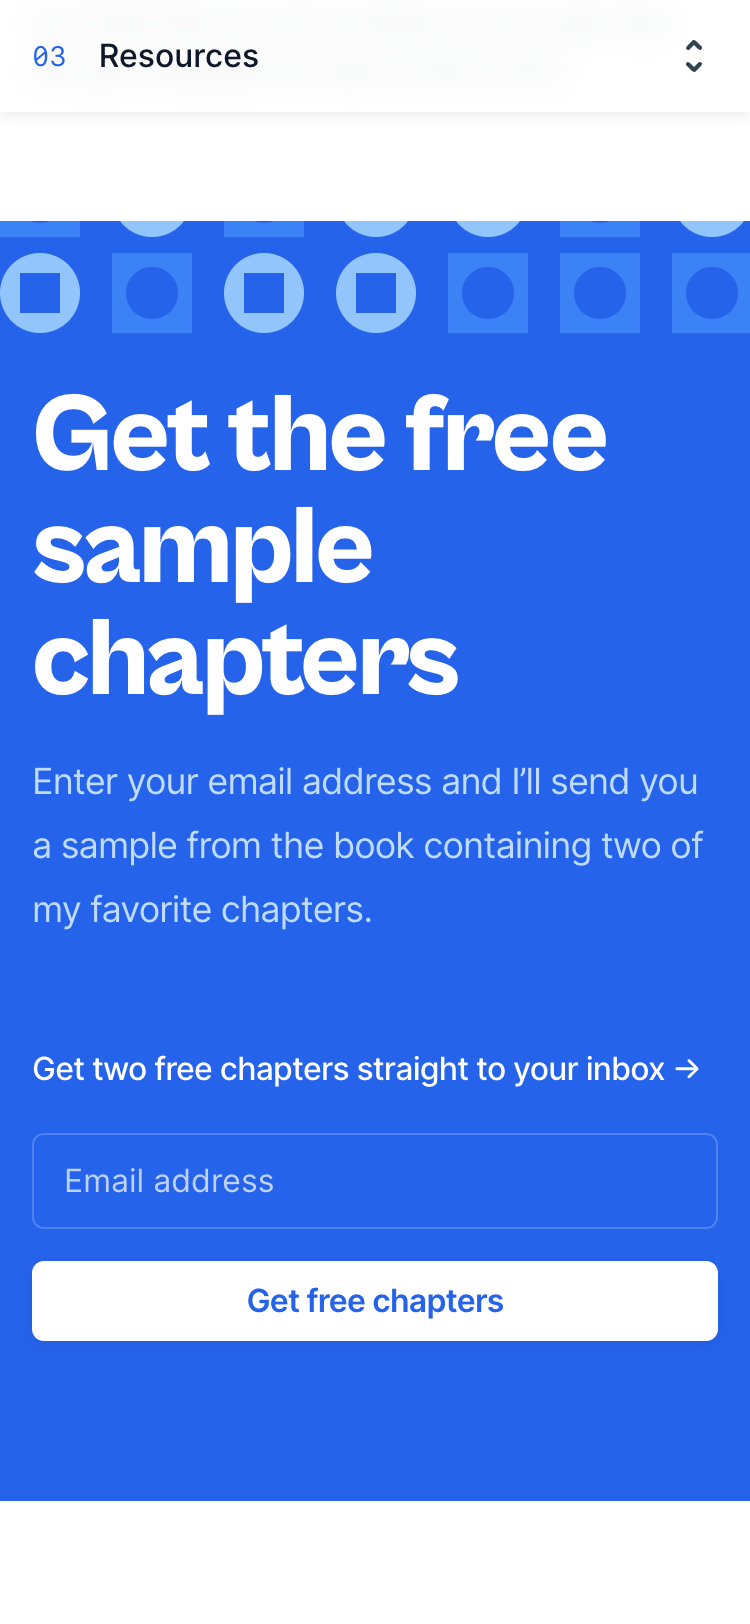 03 Resources
Get the free
sample
chapters
Enter your email address and I’ll send you
a sample from the book containing two of
my favorite chapters.
Get two free chapters straight to your inbox →
Email address
Get free chapters